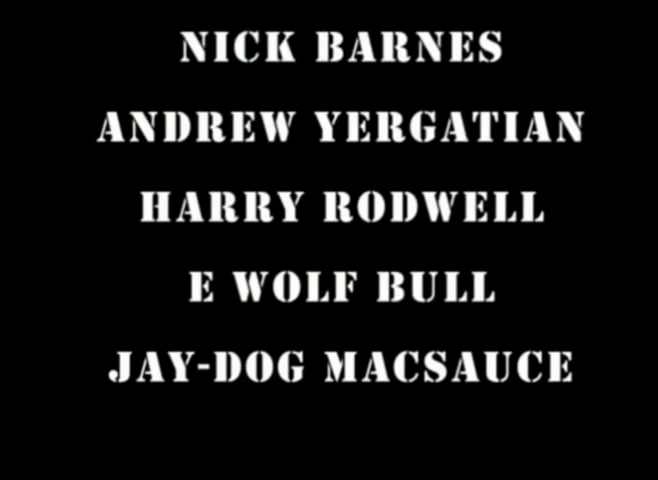 NICK BARNES
ANDREW YERGATIAN
HARRY RODWELL
E WOLF BULL
JAY-DOG MACSAUCE